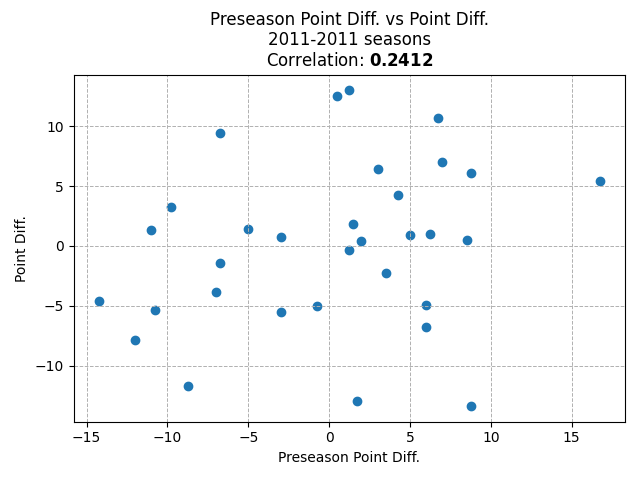 Preseason Point Diff. vs Point Diff.
2011-2011 seasons
Correlation: 0.2412
Point Diff.
10
5
0
−5
−10
−15
−10
−5
0
5
10
15
Preseason Point Diff.